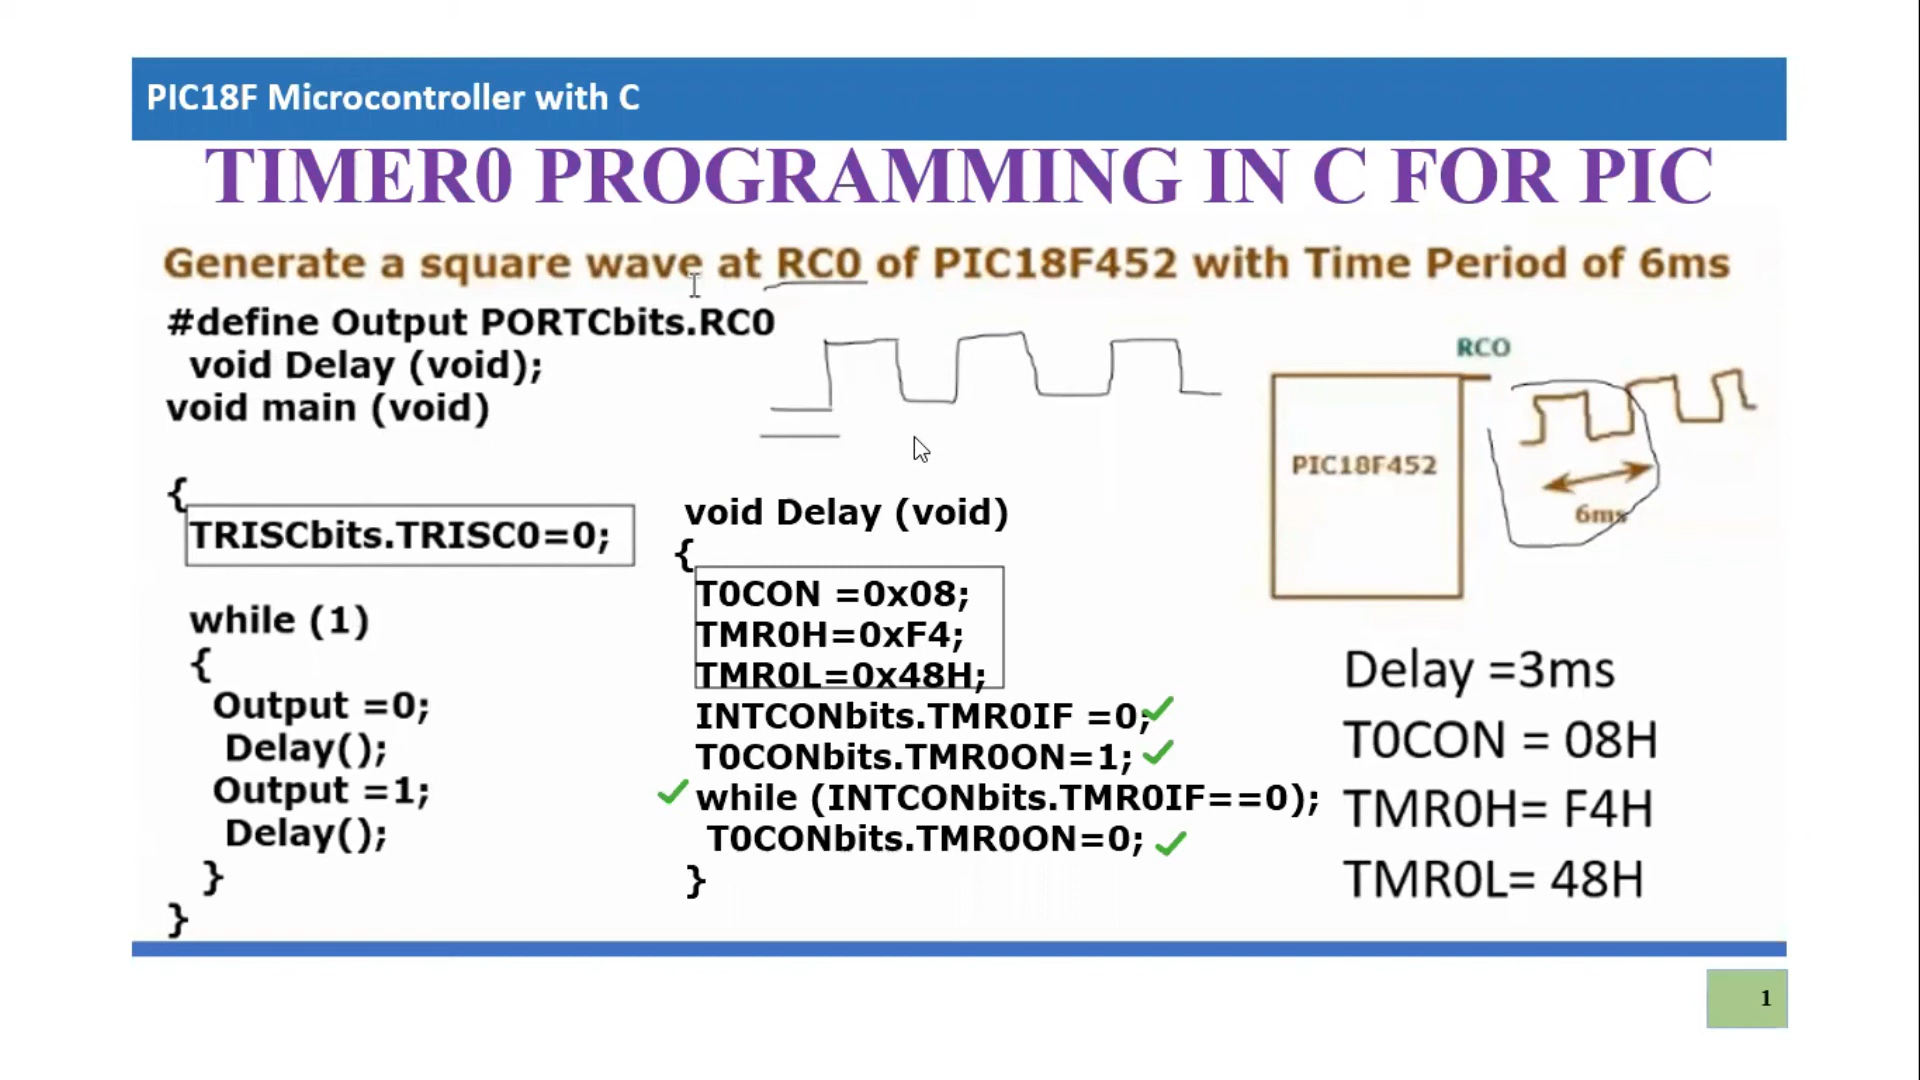 PIC18F Microcontroller with C
TIMER0 PROGRAMMING IN C FOR PIC
Generate a square wave at RC0 of PIC18F452 with Time Period of 6ms
#define Output PORTCbits.RC0
void Delay (void);
void main (void)
{
TRISCbits.TRISC0=0;
while (1)
{
Output =0;
Delay();
Output =1;
Delay();
}
}
void Delay (void)
{
T0CON =0x08;
TMR0H=0xF4;
TMR0L=0x48H;
INTCONbits.TMR0IF =0;
T0CONbits.TMR0ON=1;
while (INTCONbits.TMR0IF==0);
T0CONbits.TMR0ON=0;
}
RCO
PIC18F452
6ms
Delay =3ms
T0CON = 08H
TMR0H= F4H
TMR0L= 48H
1